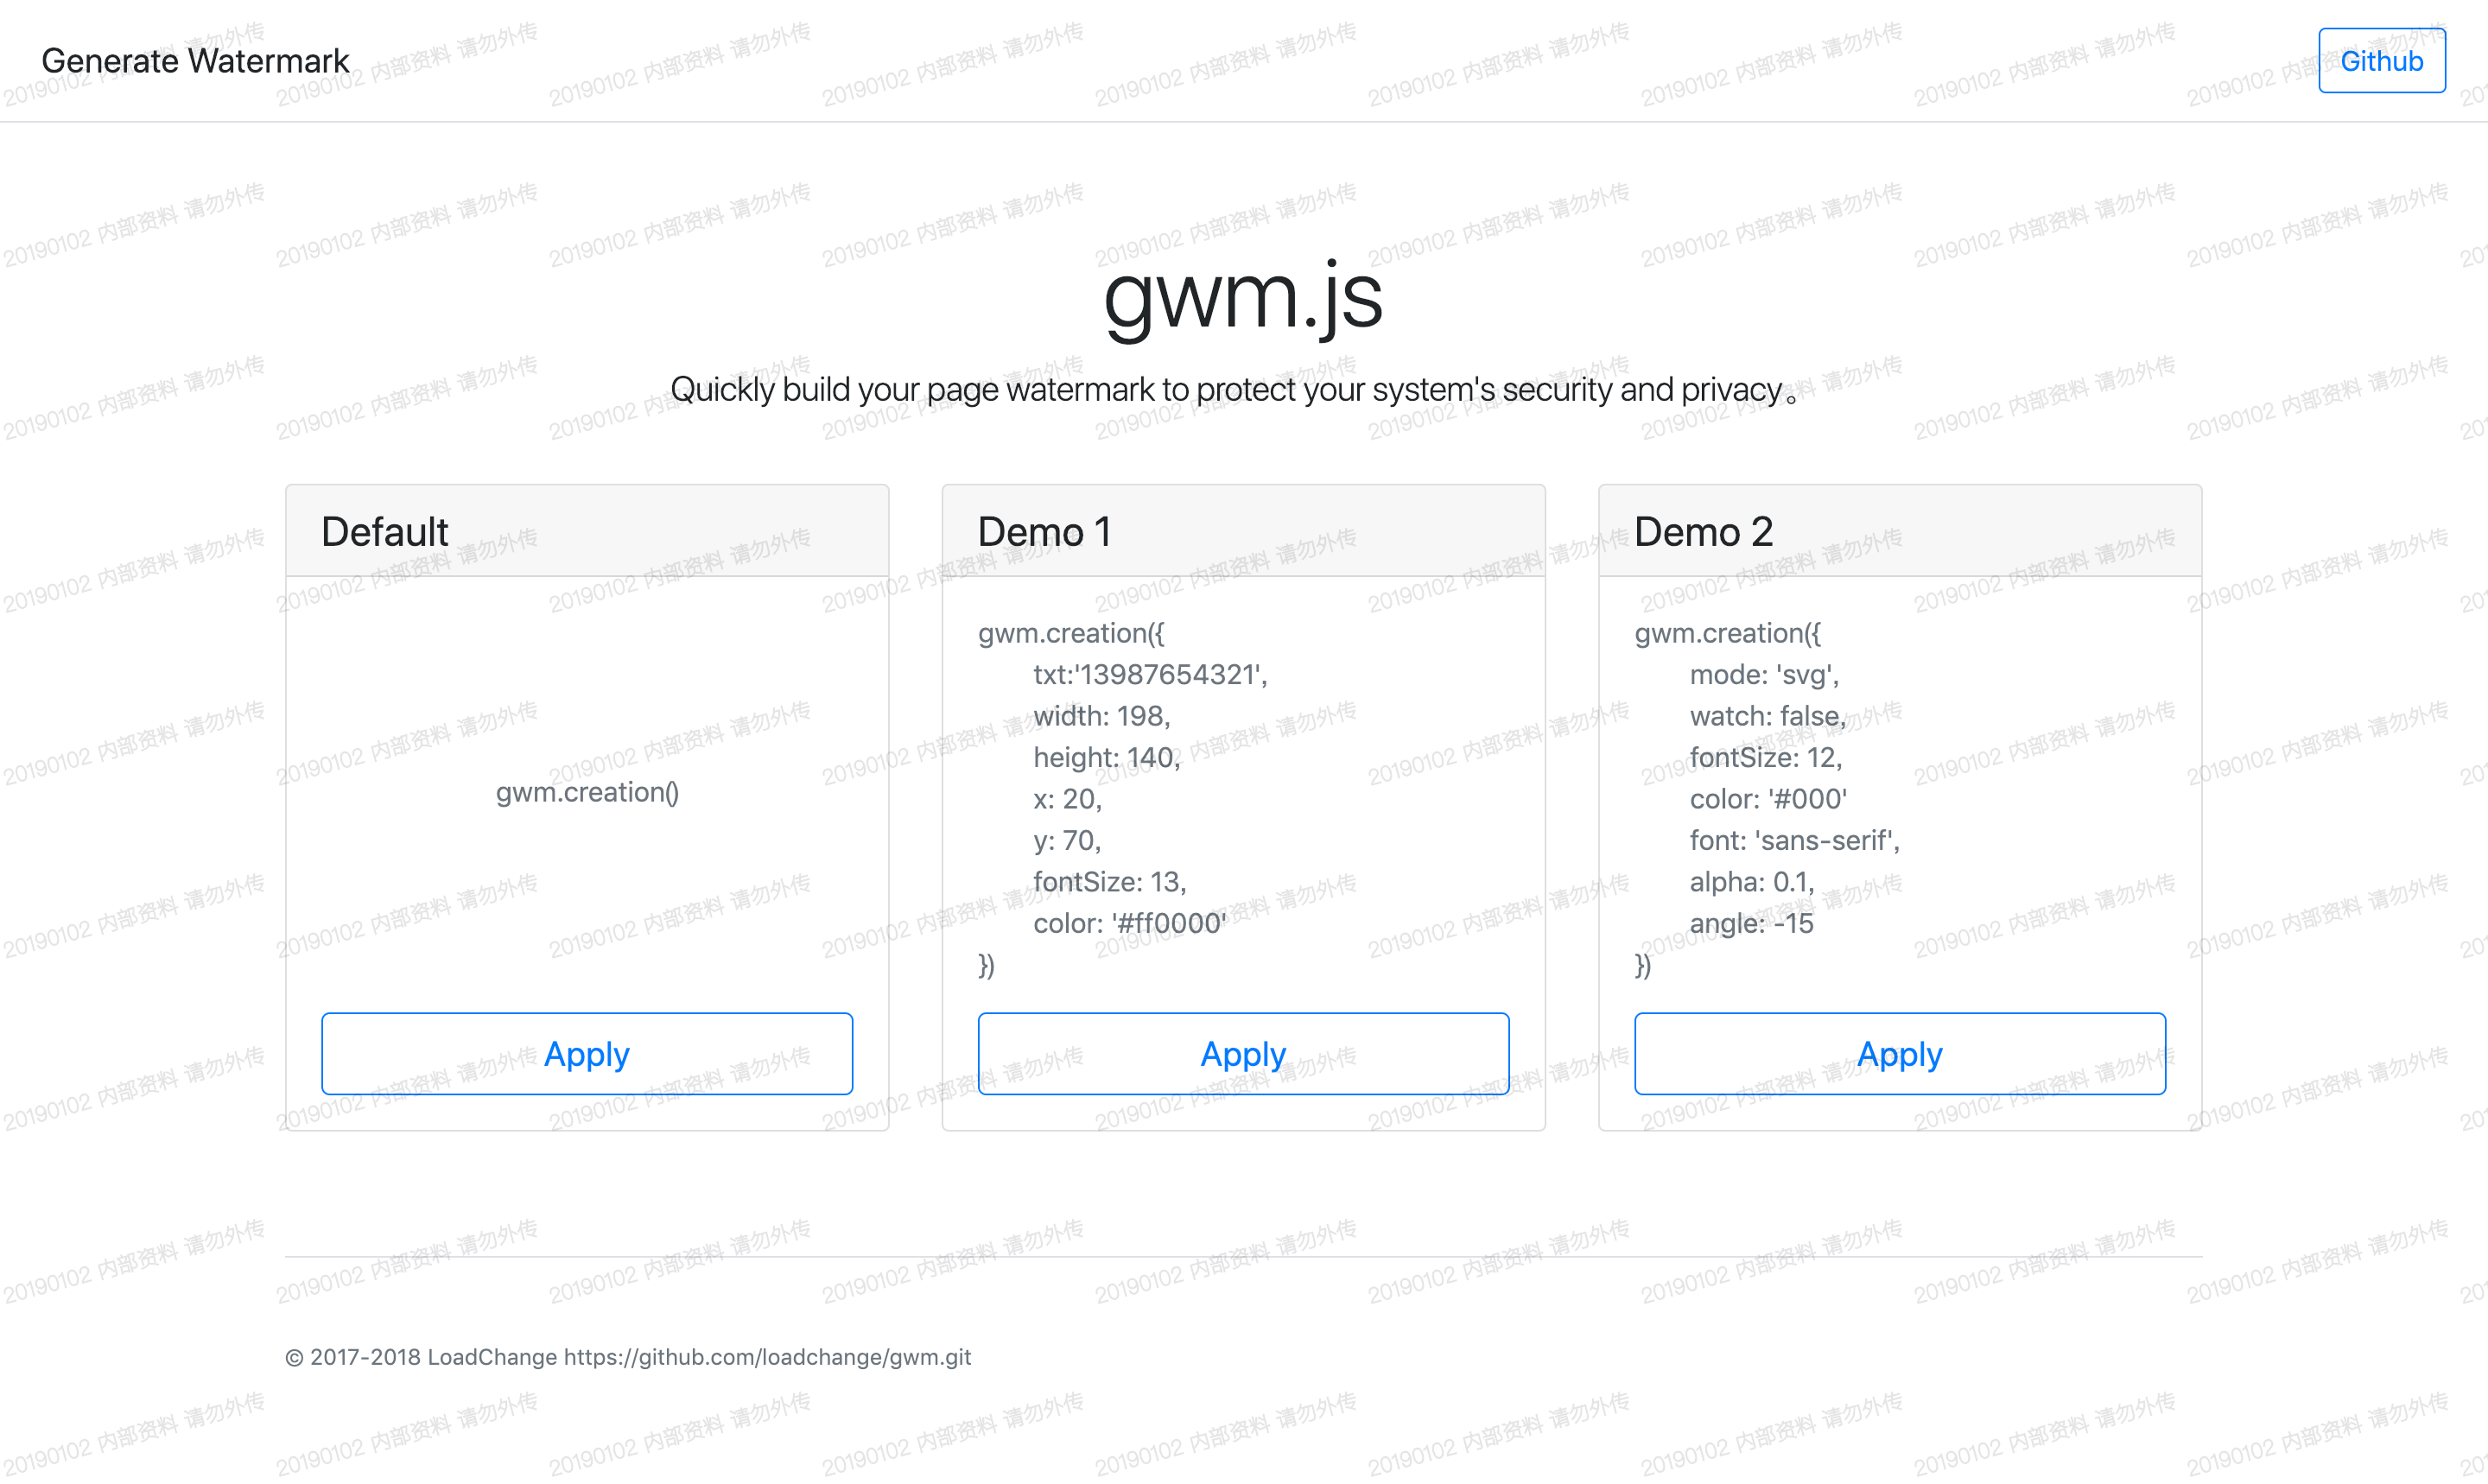 Generate Watermark
Github
gwm.js
Quickly build your page watermark to protect your system's security and privacy。
Default
gwm.creation()
Apply
Demo 1
gwm.creation({
txt:'13987654321',
width: 198,
height: 140,
x: 20,
y: 70,
fontSize: 13,
color: '#ff0000'
})
Apply
Demo 2
gwm.creation({
mode: 'svg',
watch: false,
fontSize: 12,
color: '#000'
font: 'sans-serif',
alpha: 0.1,
angle: -15
})
Apply
© 2017-2018 LoadChange https://github.com/loadchange/gwm.git
20190102 内部资料 请勿外传